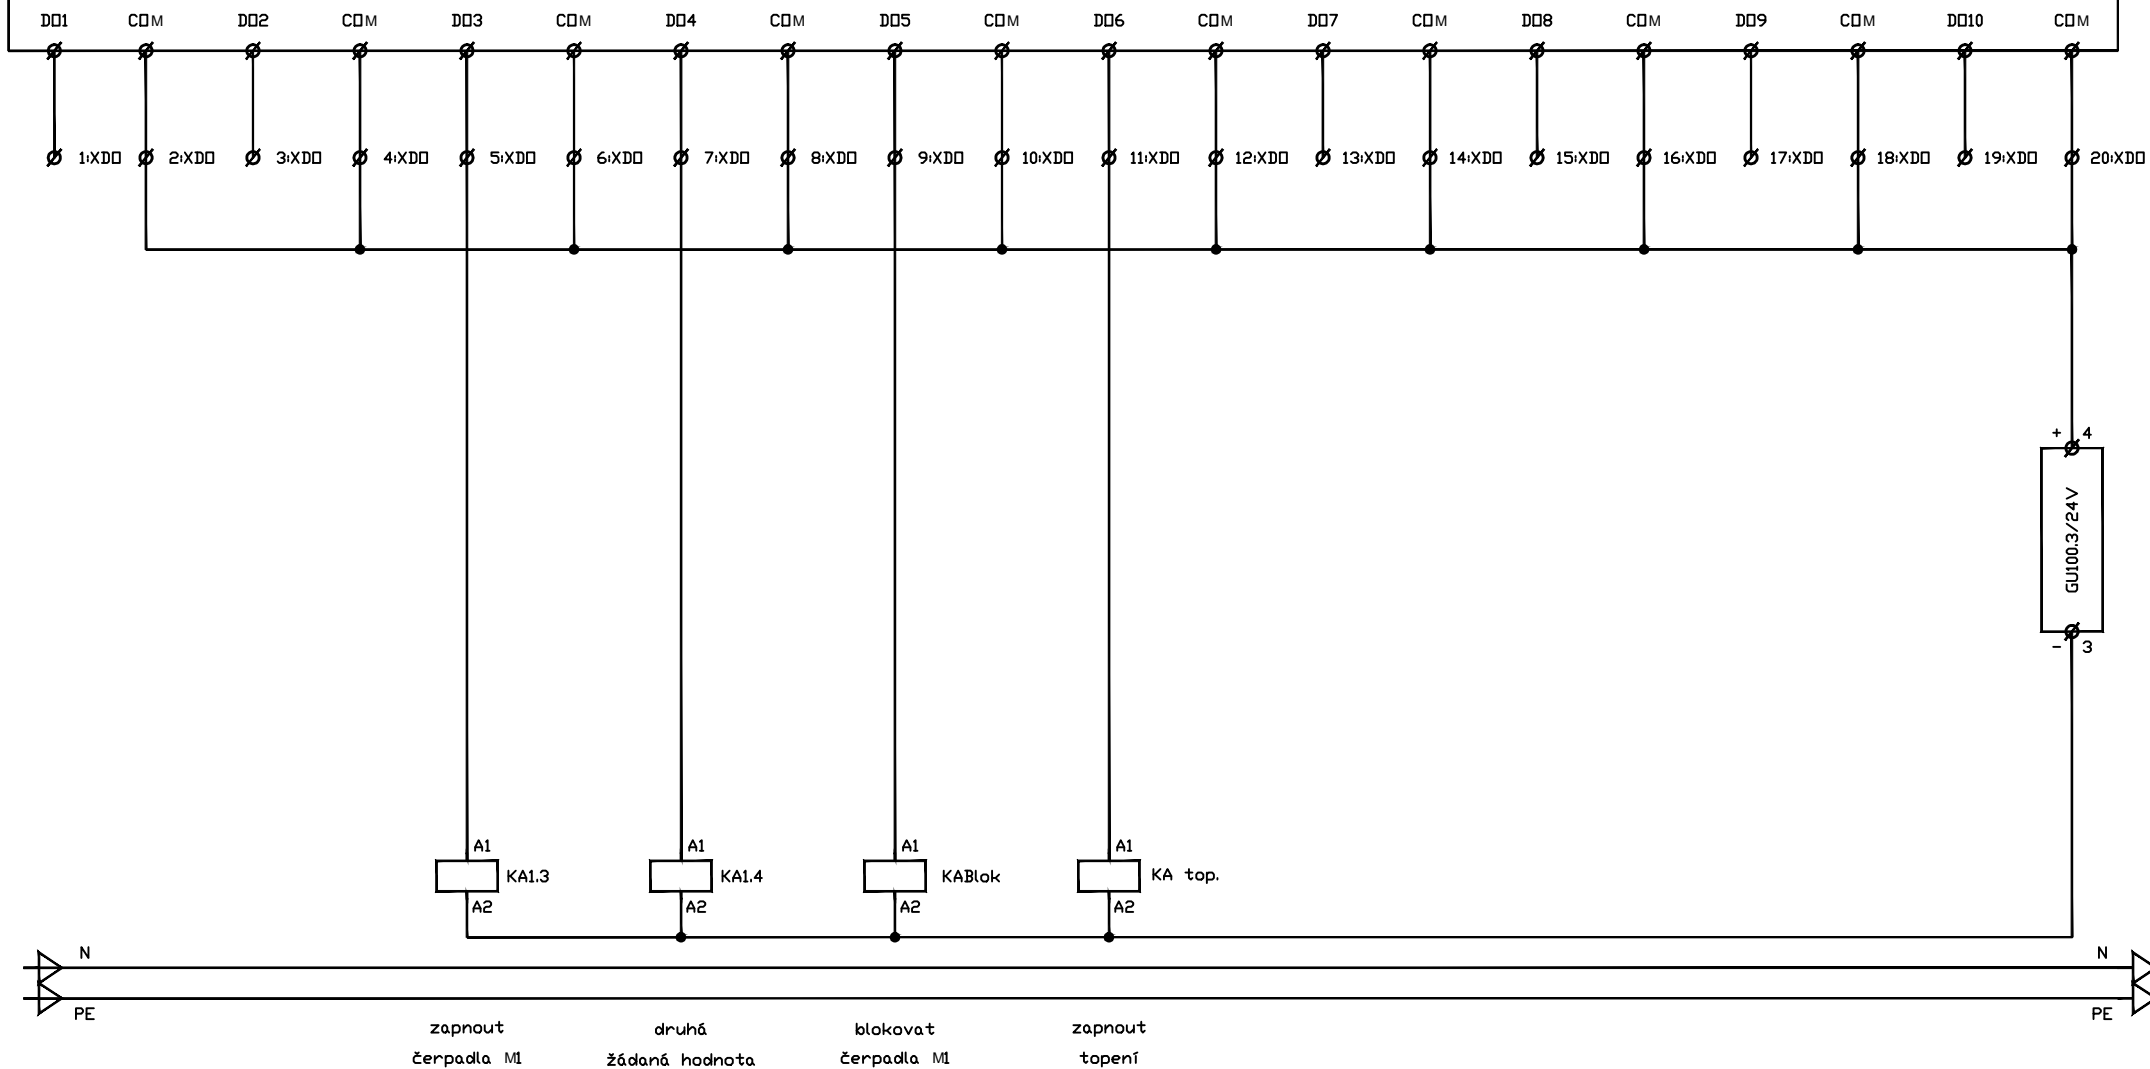 DO1 COM DO2 COM DO3 COM DO4 COM DO5 COM DO6 COM DO7 COM DO8 COM DO9 COM DO10 COM
1:XDO 2:XDO 3:XDO 4:XDO 5:XDO 6:XDO 7:XDO 8:XDO 9:XDO 10:XDO 11:XDO 12:XDO 13:XDO 14:XDO 15:XDO 16:XDO 17:XDO 18:XDO 19:XDO 20:XDO
+ 4
GU100.3/24V
- 3
A1 A1 A1 A1
KA1.3 KA1.4 KABlok KA top.
A2 A2 A2 A2
N N
PE PE
zapnout druhá blokovat zapnout
čerpadla M1 žádaná hodnota čerpadla M1 topení